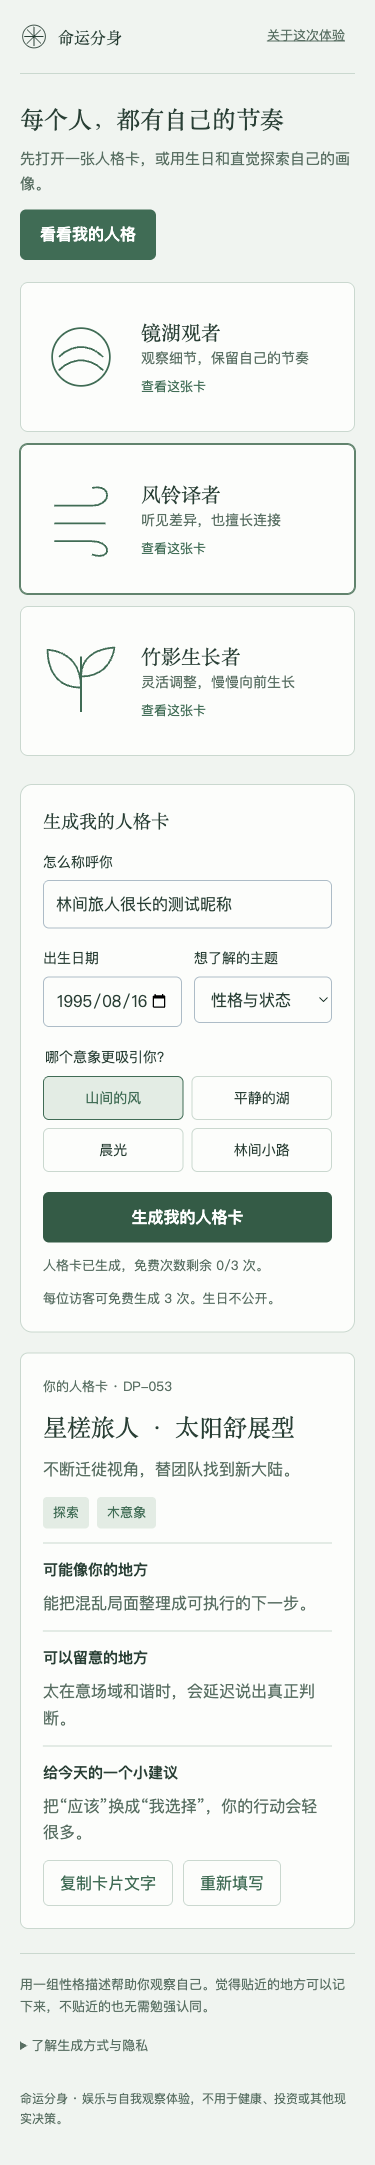 命运分身
关于这次体验
每个人，都有自己的节奏
先打开一张人格卡，或用生日和直觉探索自己的画
像。
看看我的人格
镜湖观者
观察细节，保留自己的节奏
查看这张卡
风铃译者
听见差异，也擅长连接
查看这张卡
竹影生长者
灵活调整，慢慢向前生长
查看这张卡
生成我的人格卡
怎么称呼你
林间旅人很长的测试昵称
出生日期
想了解的主题
1995/08/16
性格与状态
哪个意象更吸引你？
山间的风
平静的湖
晨光
林间小路
生成我的人格卡
人格卡已生成，免费次数剩余 0/3 次。
每位访客可免费生成 3 次。生日不公开。
你的人格卡 · DP-053
星槎旅人 · 太阳舒展型
不断迁徙视角，替团队找到新大陆。
探索
木意象
可能像你的地方
能把混乱局面整理成可执行的下一步。
可以留意的地方
太在意场域和谐时，会延迟说出真正判
断。
给今天的一个小建议
把“应该”换成“我选择”，你的行动会轻
很多。
复制卡片文字
重新填写
用一组性格描述帮助你观察自己。觉得贴近的地方可以记
下来，不贴近的也无需勉强认同。
▶ 了解生成方式与隐私
命运分身 · 娱乐与自我观察体验，不用于健康、投资或其他现
实决策。